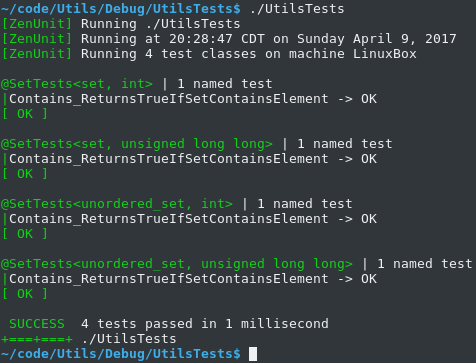 ~/code/Utils/Debug/UtilsTests$ ./UtilsTests
[ZenUnit] Running ./UtilsTests
[ZenUnit] Running at 20:28:47 CDT on Sunday April 9, 2017
[ZenUnit] Running 4 test classes on machine LinuxBox
@SetTests<set, int> | 1 named test
|Contains_ReturnsTrueIfSetContainsElement -> OK
[ OK ]
@SetTests<set, unsigned long long> | 1 named test
|Contains_ReturnsTrueIfSetContainsElement -> OK
[ OK ]
@SetTests<unordered_set, int> | 1 named test
|Contains_ReturnsTrueIfSetContainsElement -> OK
[ OK ]
@SetTests<unordered_set, unsigned long long> | 1 named test
|Contains_ReturnsTrueIfSetContainsElement -> OK
[ OK ]
SUCCESS  4 tests passed in 1 millisecond
+===+===+ ./UtilsTests
~/code/Utils/Debug/UtilsTests$